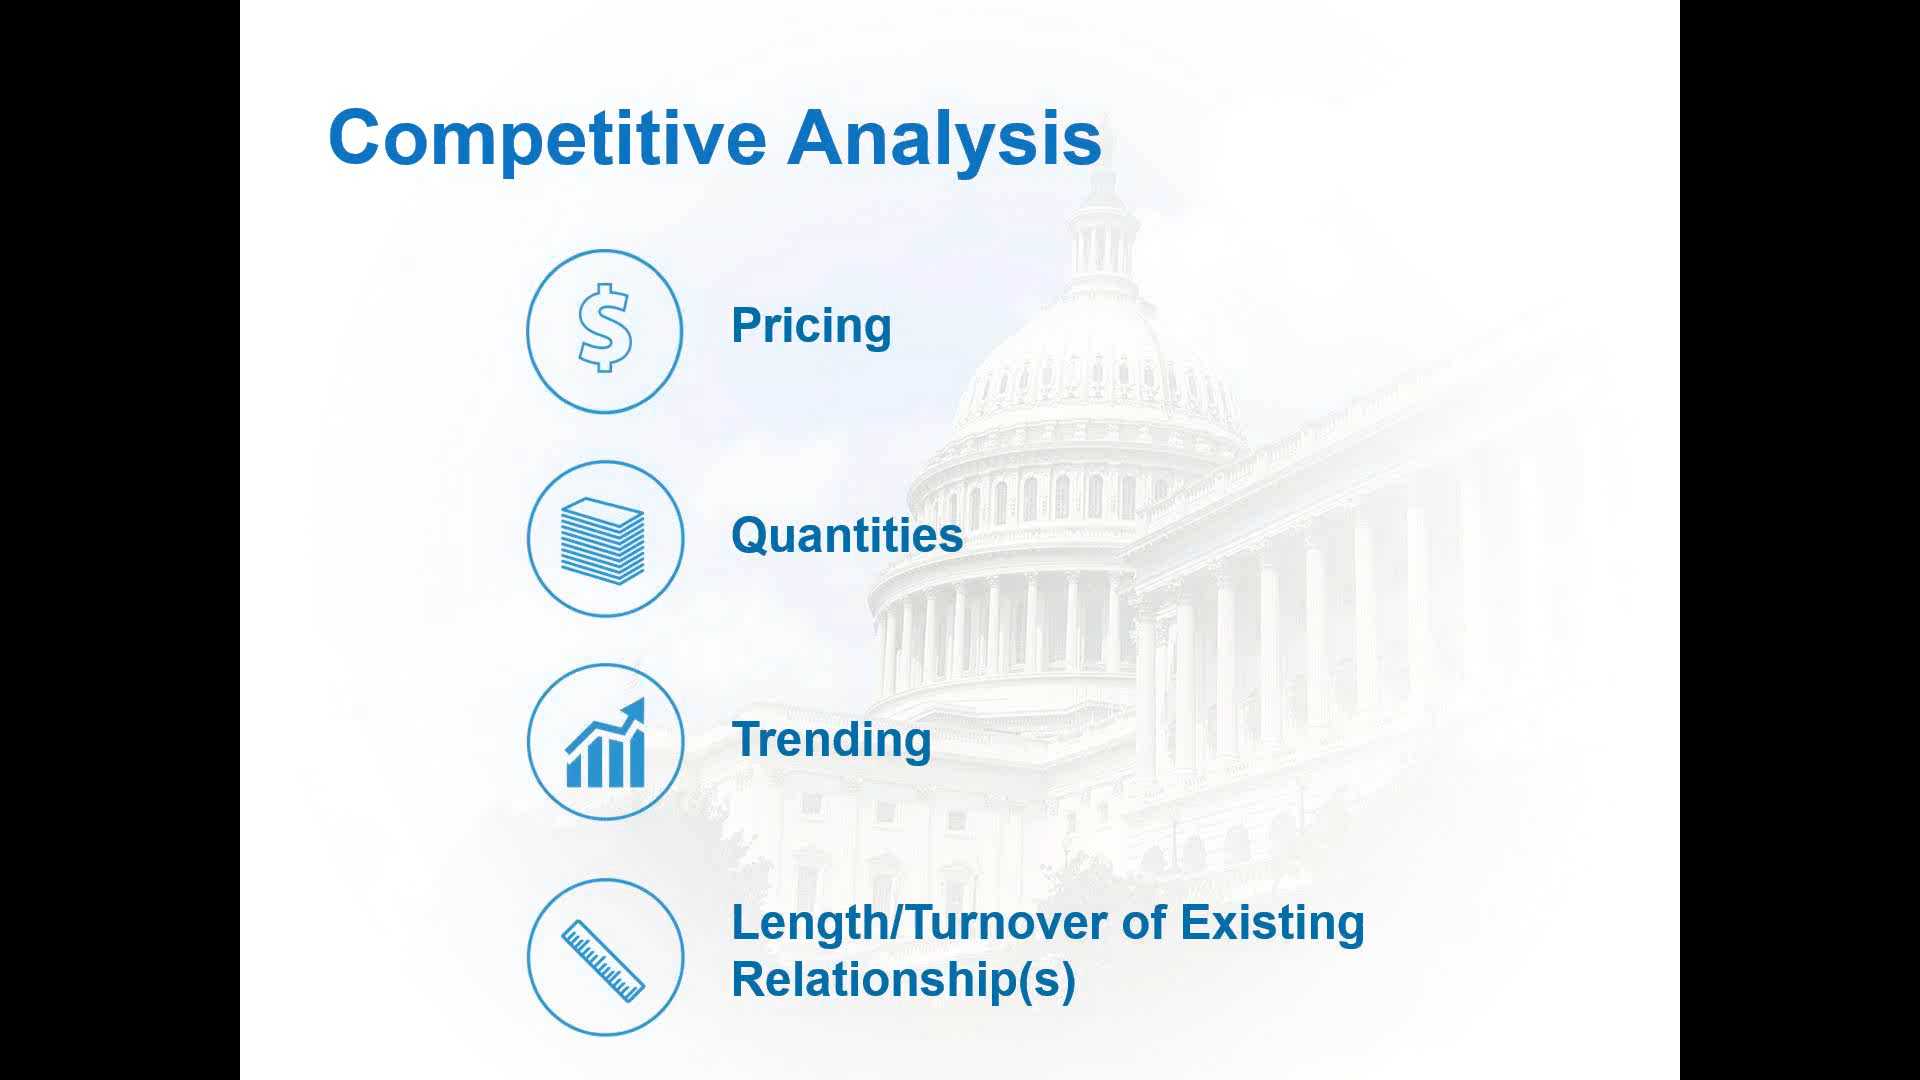 Competitive Analysis
Pricing
Quantities
Trending
Length/Turnover of Existing
Relationship(s)